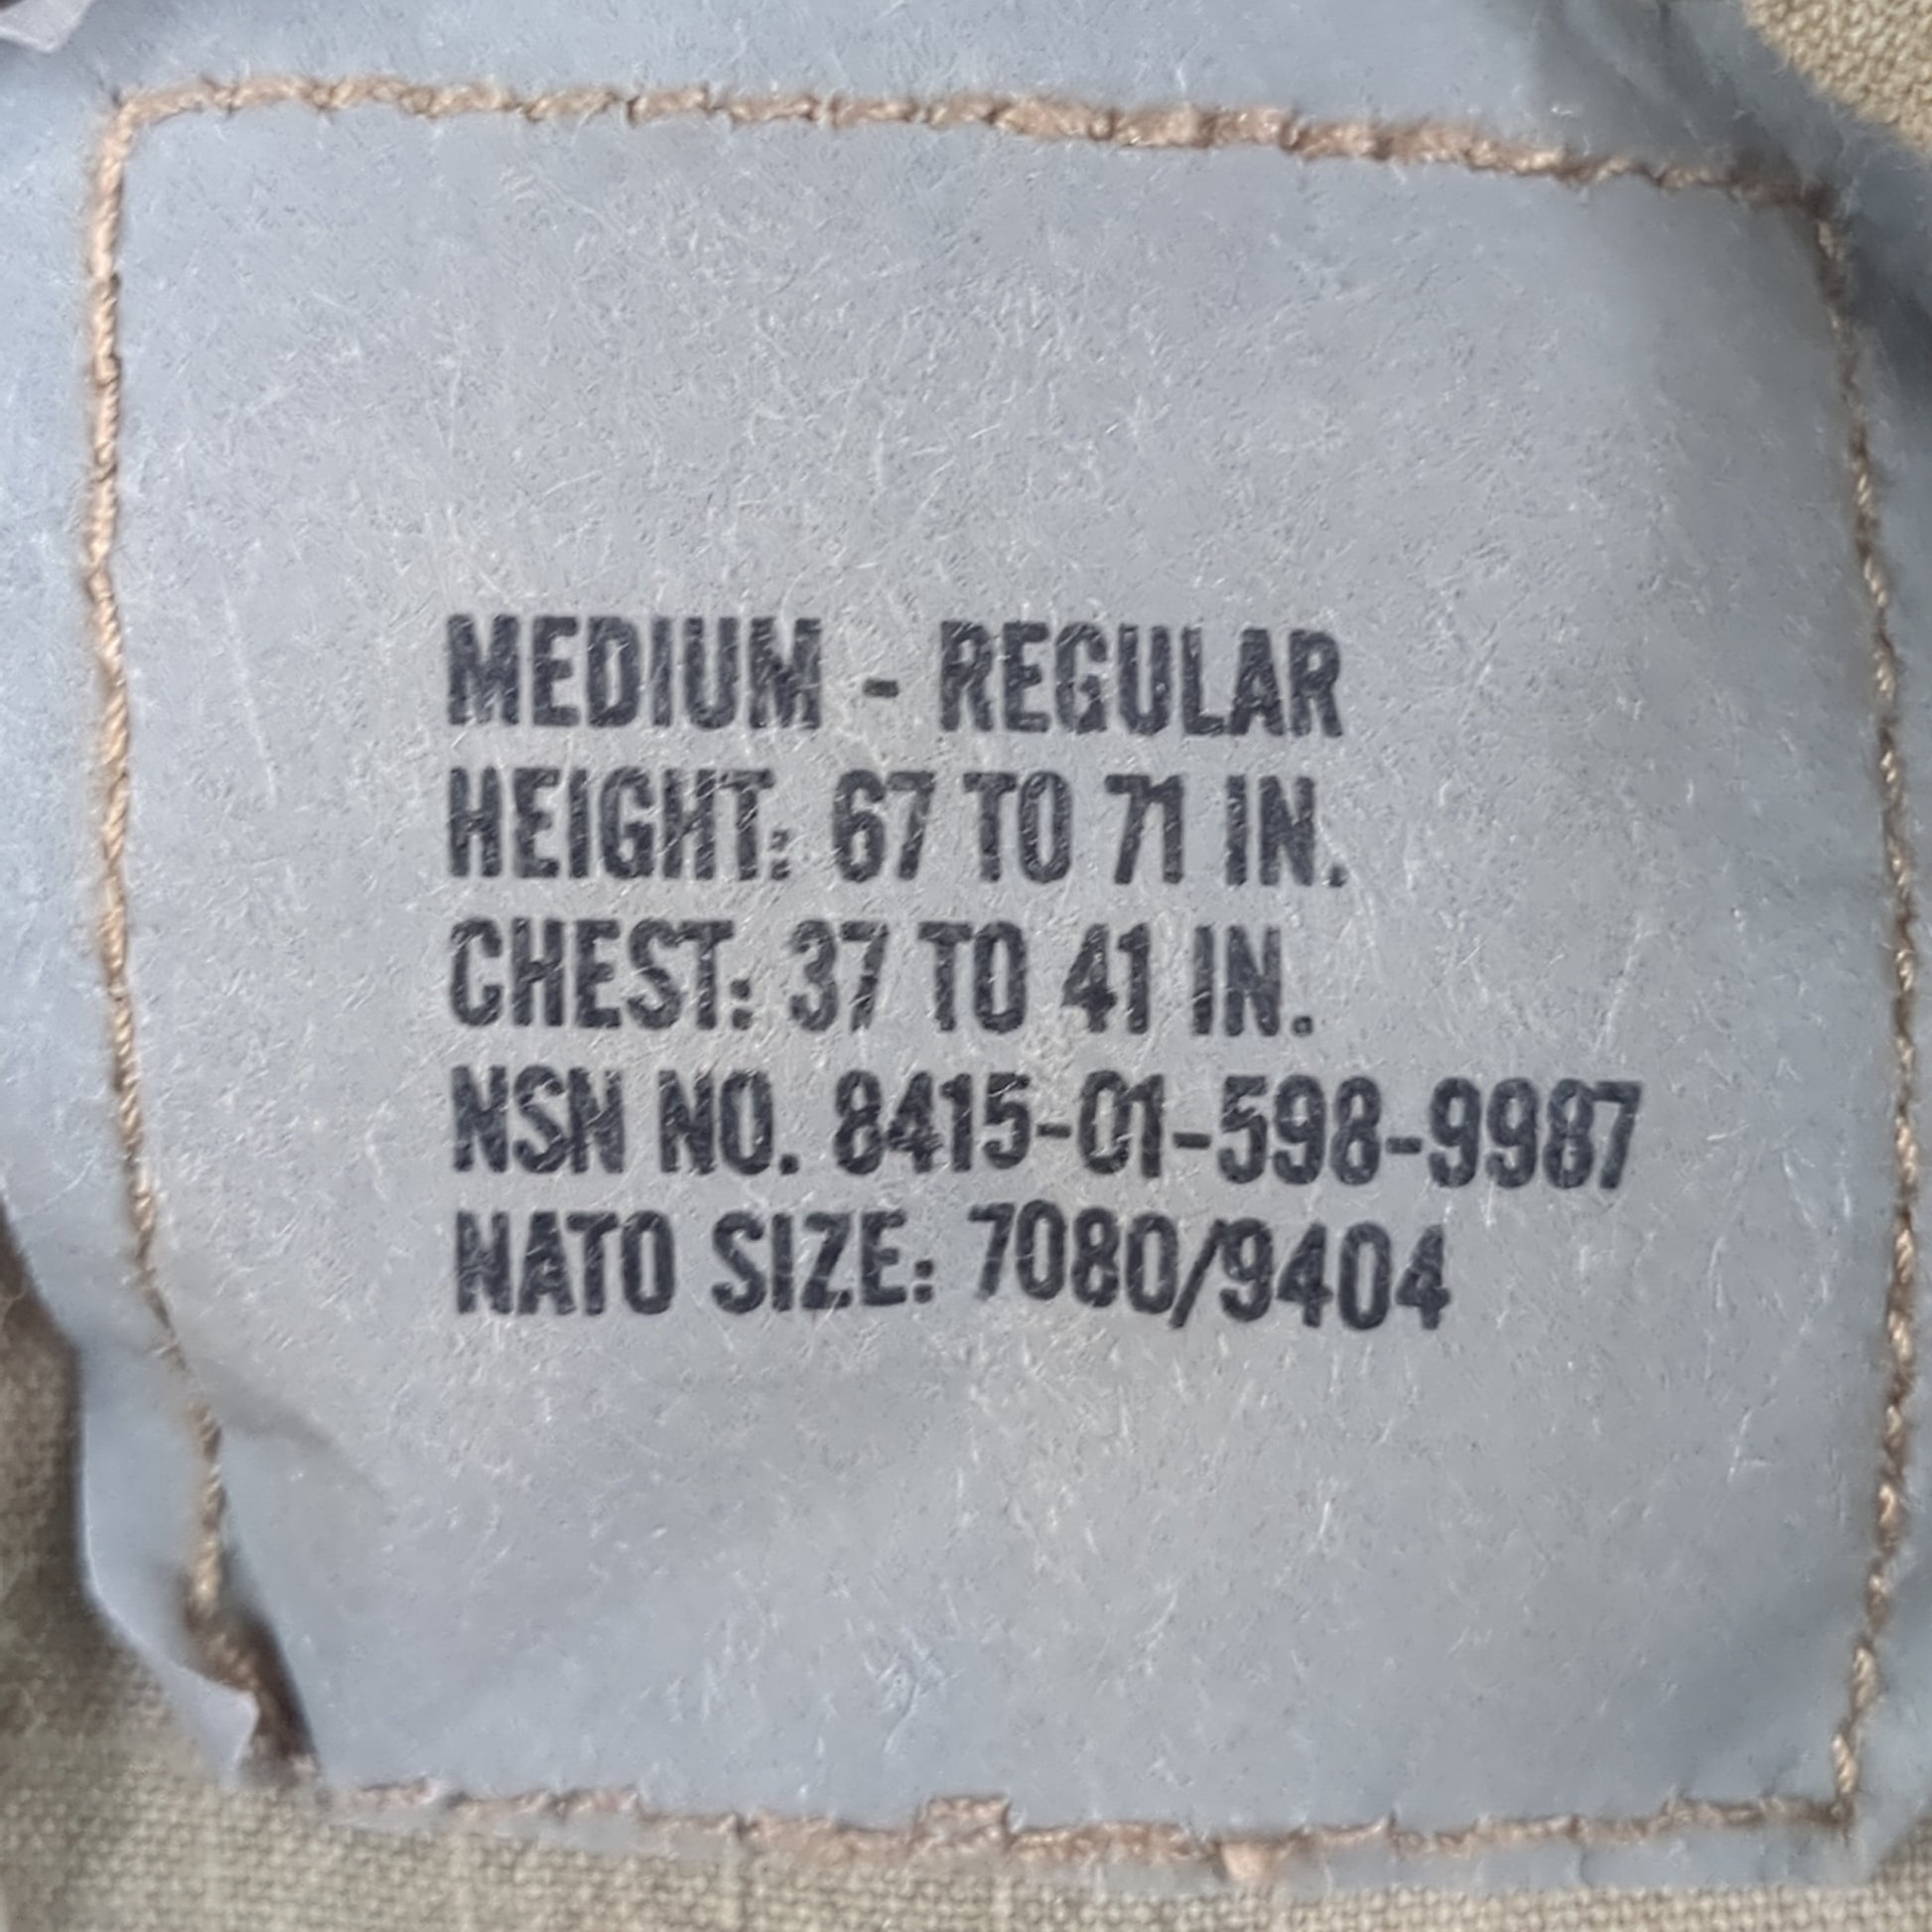 MEDIUM - REGULAR
HEIGHT: 67 TO 71 IN.
CHEST: 37 TO 41 IN.
NSN NO. 8415-01-598-9987
NATO SIZE: 7080/9404